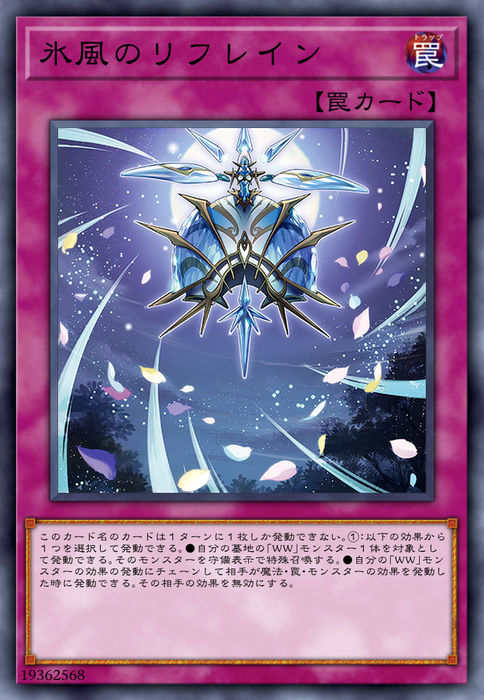 氷風のリフレイン
トラップ
罠
【罠カード】
このカード名のカードは1ターンに1枚しか発動できない。①:以下の効果から
1つを選択して発動できる。●自分の墓地の「WW」モンスター1体を対象とし
て発動できる。そのモンスターを守備表示で特殊召喚する。●自分の「WW」モン
スターの効果の発動にチェーンして相手が魔法・罠・モンスターの効果を発動し
た時に発動できる。その相手の効果を無効にする。
19362568